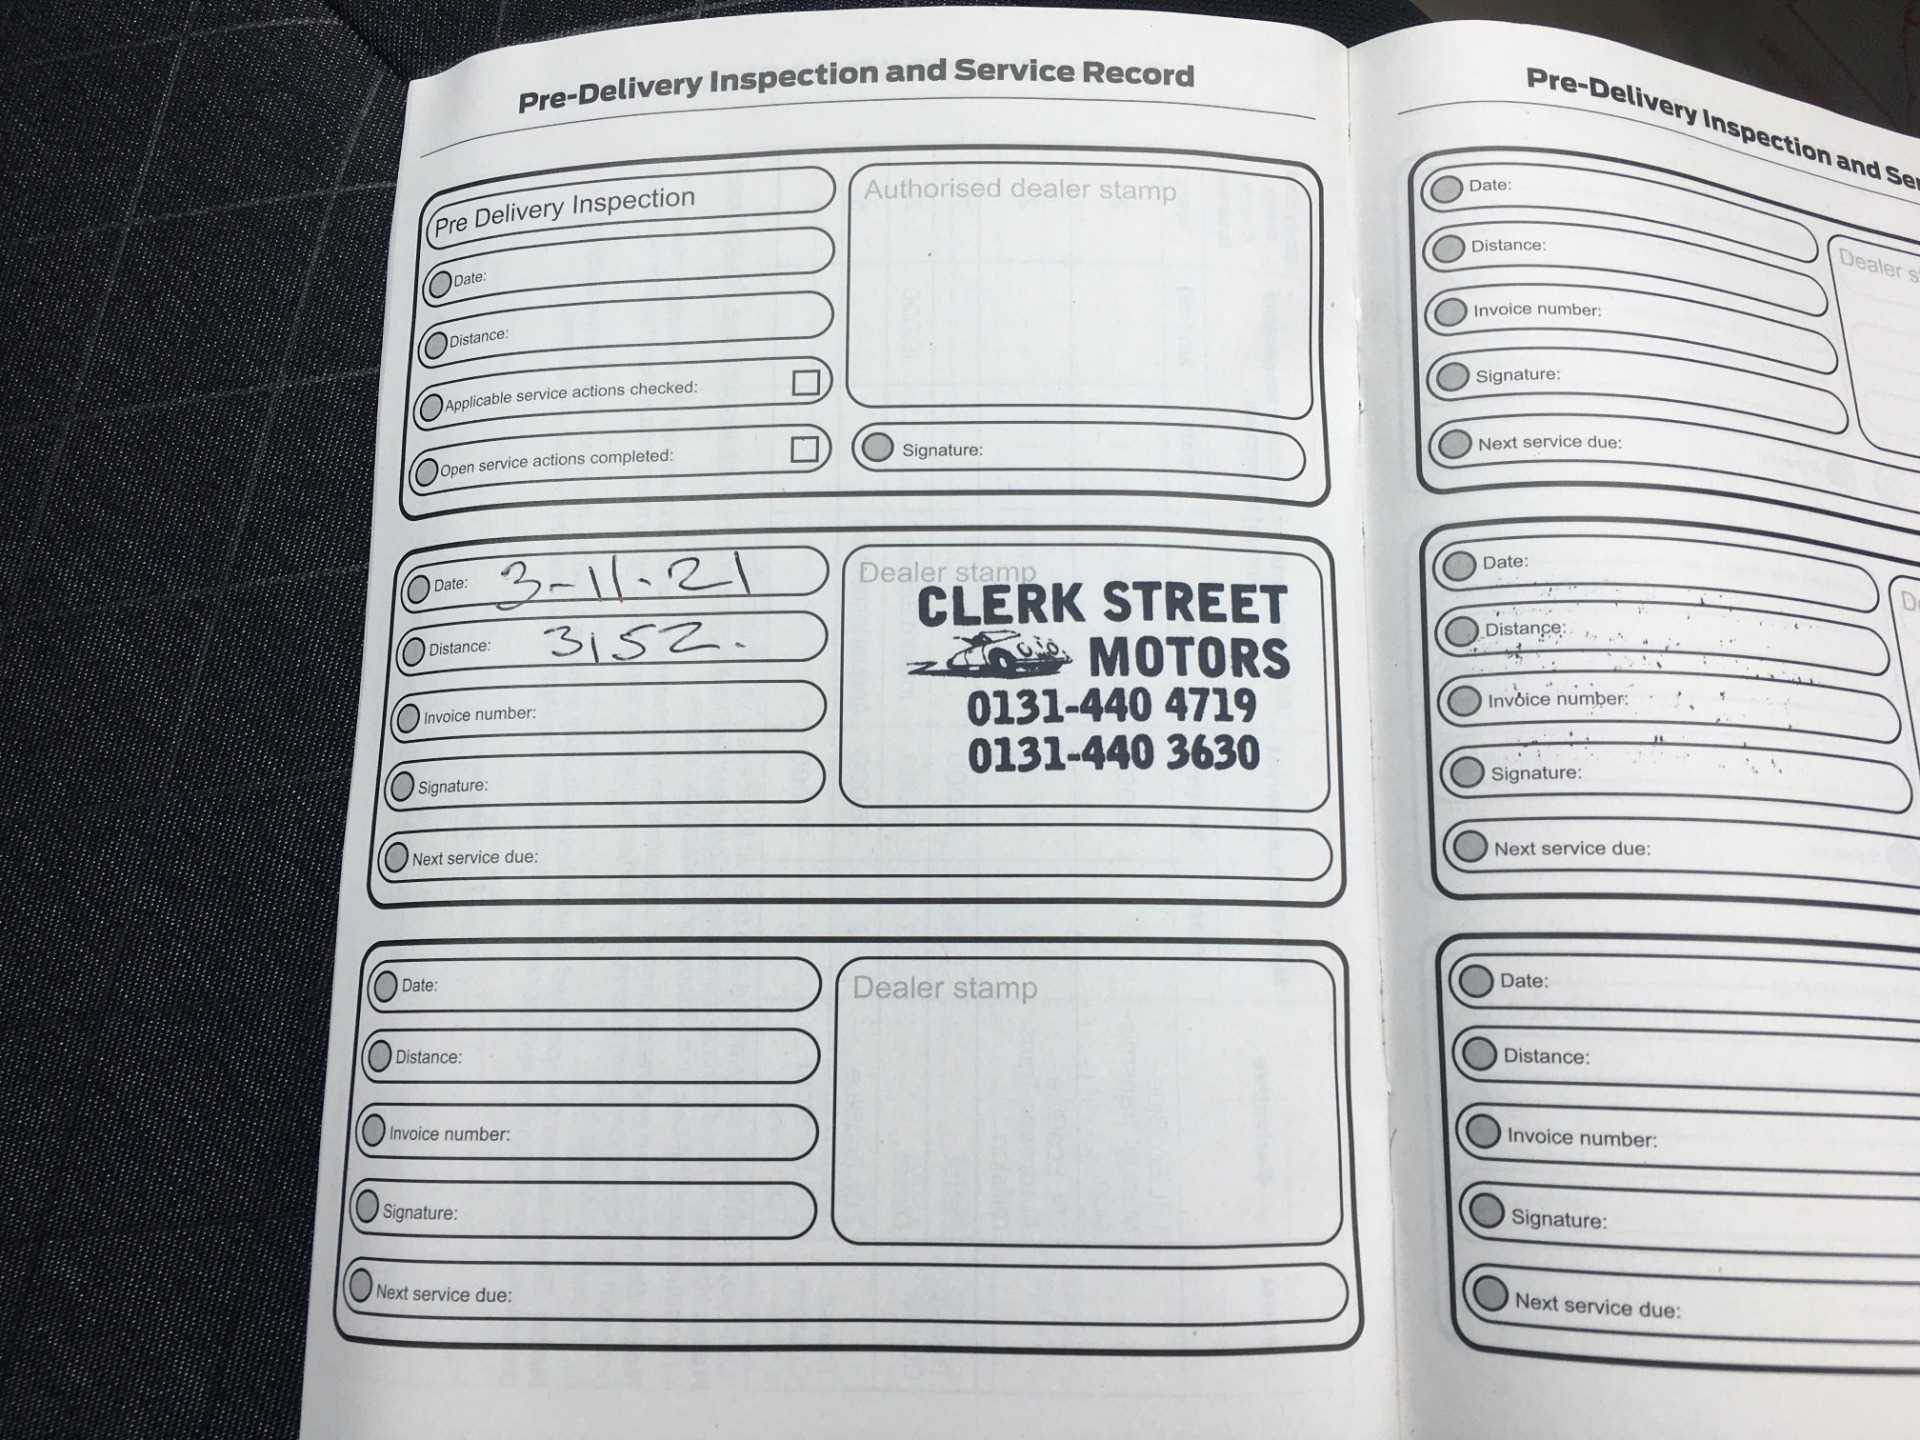 Pre-Delivery Inspection and Service Record
Pre Delivery Inspection
Date:
Distance:
Applicable service actions checked:
Open service actions completed:
Authorised dealer stamp
Signature:
Date: 3-11.21
Distance: 3152.
Invoice number:
Signature:
Next service due:
Dealer stamp
CLERK STREET
MOTORS
0131-440 4719
0131-440 3630
Date:
Distance:
Invoice number:
Signature:
Next service due:
Dealer stamp
Pre-Delivery Inspection and
Date:
Distance:
Invoice number:
Signature:
Next service due:
Dealer
Date:
Distance:
Invoice number:
Signature:
Next service due:
Date:
Distance:
Invoice number:
Signature:
Next service due: